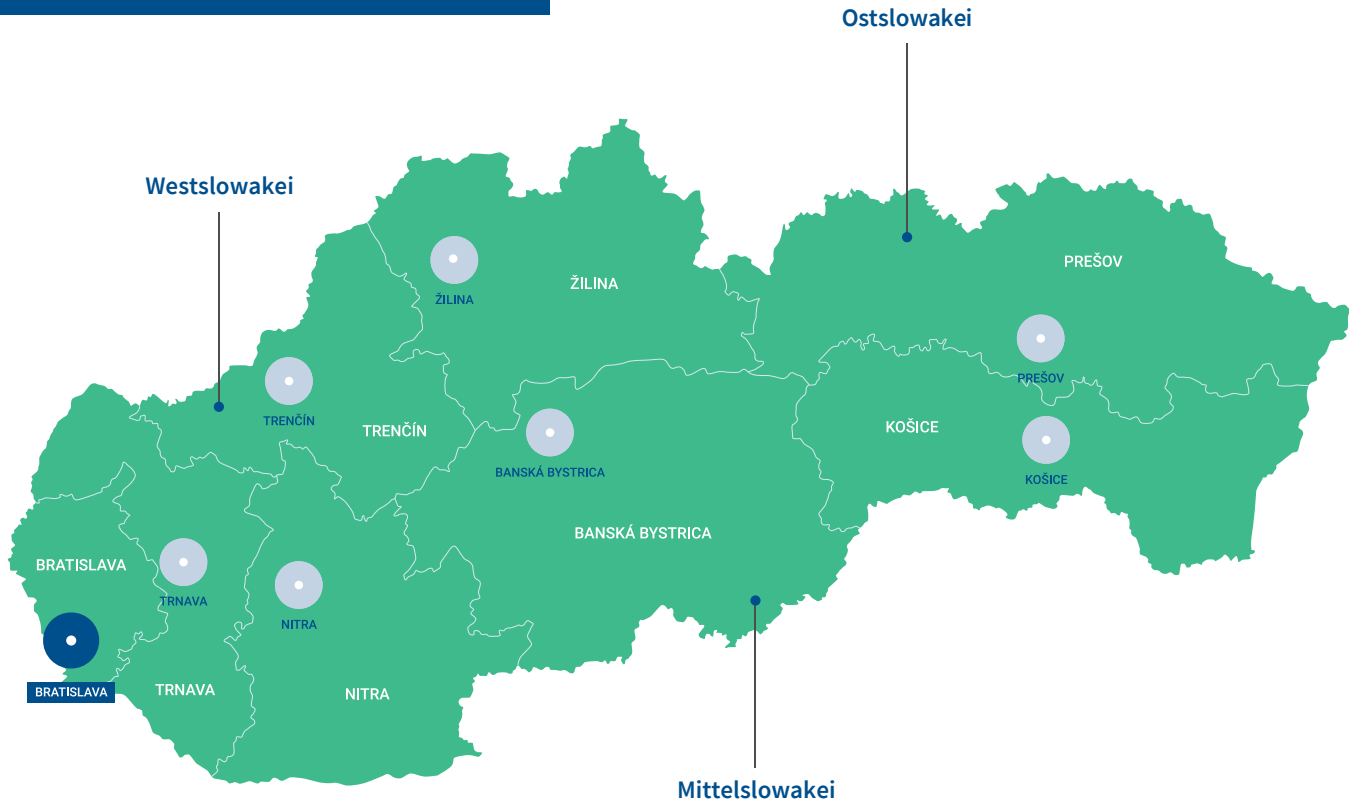 Ostslowakei
Westslowakei
PREŠOV
ŽILINA
ŽILINA
PREŠOV
TRENČÍN
TRENČÍN
KOŠICE
BANSKÁ BYSTRICA
KOŠICE
BANSKÁ BYSTRICA
BRATISLAVA
TRNAVA
NITRA
BRATISLAVA
TRNAVA
NITRA
Mittelslowakei